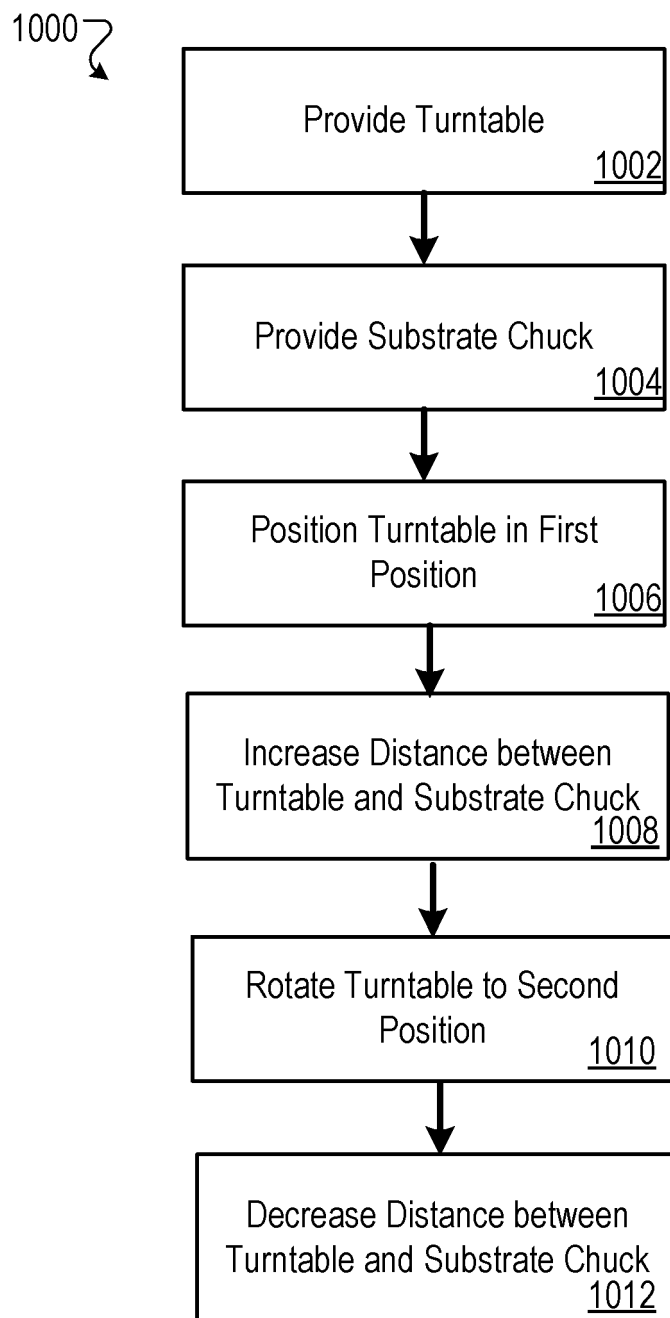 1000
Provide Turntable
1002
Provide Substrate Chuck
1004
Position Turntable in First
Position
1006
Increase Distance between
Turntable and Substrate Chuck
1008
Rotate Turntable to Second
Position
1010
Decrease Distance between
Turntable and Substrate Chuck
1012